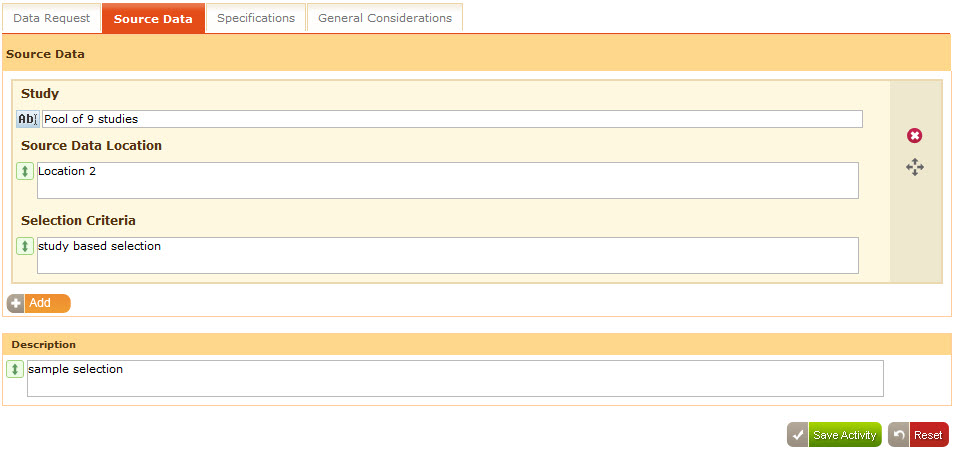 Data Request Source Data Specifications General Considerations
Source Data
Study
Ab Pool of 9 studies
Source Data Location
Location 2
Selection Criteria
study based selection
Add
Description
sample selection
Save Activity Reset